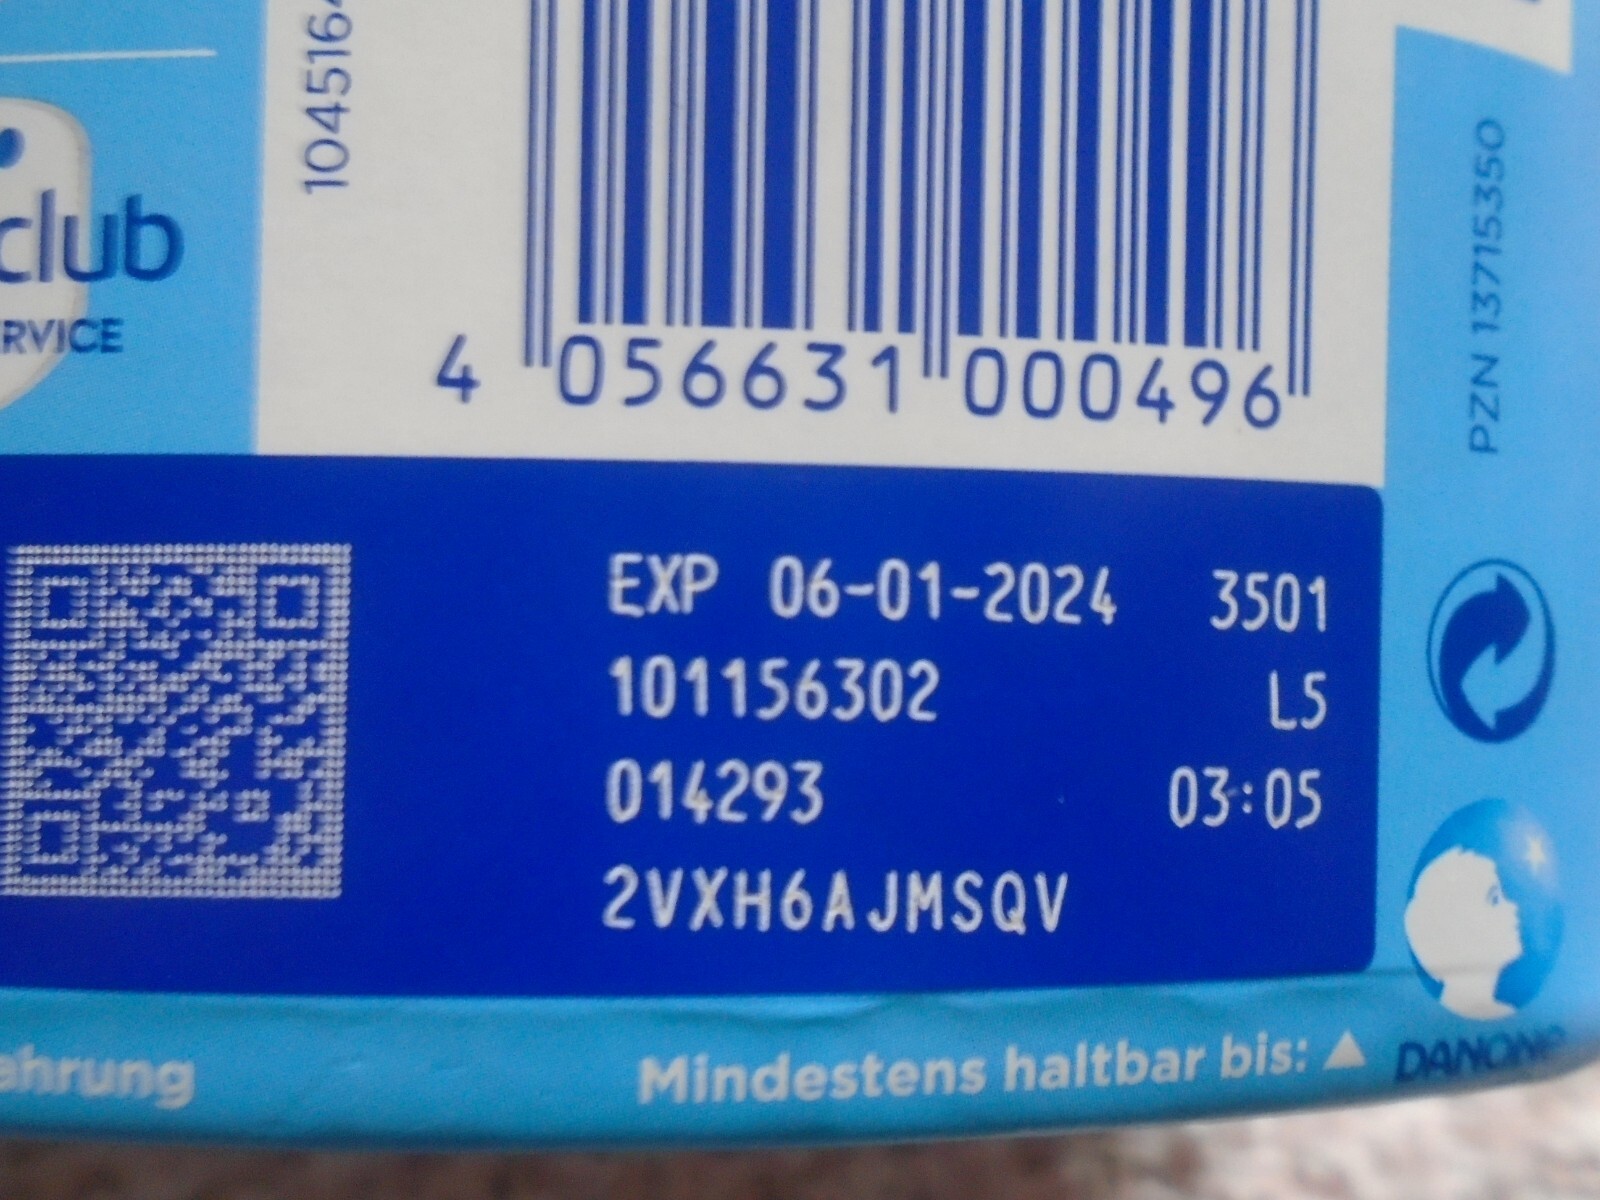 club
RVICE
104516
4 056631 000496
PZN 13715350
EXP 06-01-2024 3501
101156302 L5
014293 03:05
2VXH6AJMSQV
ahrung
Mindestens haltbar bis: ▲
DANONE